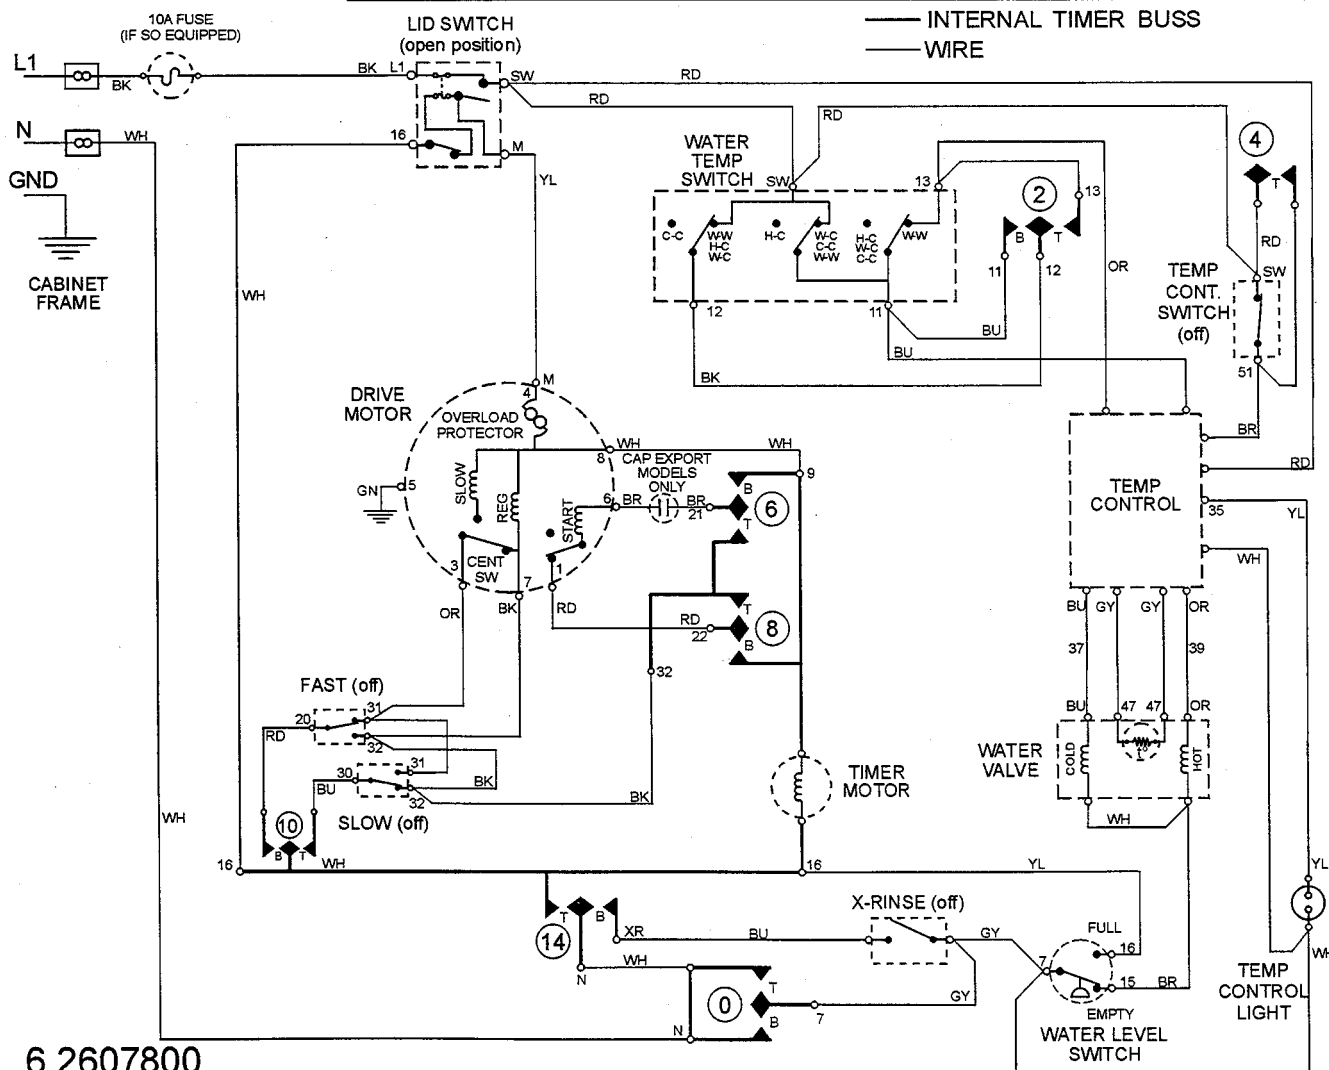 10A FUSE
(IF SO EQUIPPED)
LID SWITCH
(open position)
INTERNAL TIMER BUSS
WIRE
L1
BK
BK
L1
SW
RD
RD
RD
N
WH
16
M
YL
GND
CABINET
FRAME
WATER
TEMP
SWITCH
SW
13
2
13
4
T
C-C
W-W
H-C
W-C
H-C
W-C
C-C
W-W
H-C
W-C
C-C
W-W
B
T
11
12
RD
SW
TEMP
CONT.
SWITCH
(off)
OR
12
11
BU
BU
BK
51
BR
WH
DRIVE
MOTOR
M
4
OVERLOAD
PROTECTOR
WH
WH
8
CAP EXPORT
MODELS
ONLY
9
B
6
T
GN
5
SLOW
REG
START
6
BR
BR
21
CENT
SW
3
7
1
OR
BK
RD
RD
22
T
8
B
32
TEMP
CONTROL
RD
35
YL
WH
BU
GY
GY
OR
37
39
BU
47
47
OR
WATER
VALVE
COLD
HOT
WH
FAST (off)
20
31
RD
32
30
31
BU
32
BK
BK
SLOW (off)
TIMER
MOTOR
WH
10
B
T
WH
16
16
YL
YL
T
B
14
XR
BU
X-RINSE (off)
GY
FULL
16
7
15
BR
N
WH
T
0
B
7
GY
EMPTY
WATER LEVEL
SWITCH
TEMP
CONTROL
LIGHT
WH
N
6 2607800